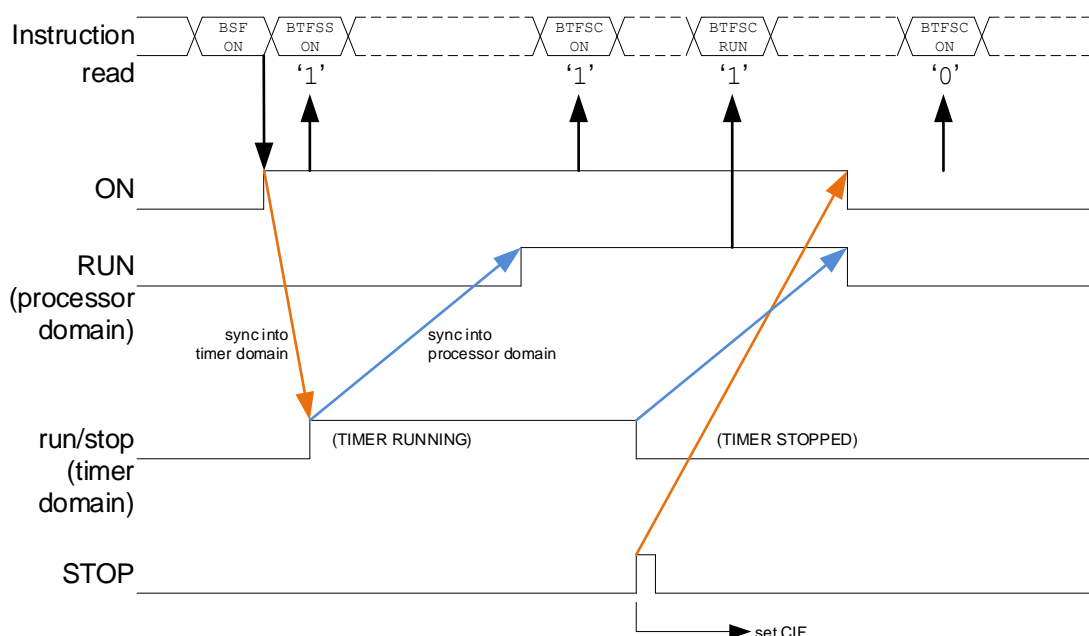 Instruction
BSF
ON
BTFSS
ON
BTFSC
ON
BTFSC
RUN
BTFSC
ON
read
‘1’
‘1’
‘1’
‘0’
ON
RUN
(processor
domain)
sync into
timer domain
sync into
processor domain
run/stop
(timer
domain)
(TIMER RUNNING)
(TIMER STOPPED)
STOP
set CIF